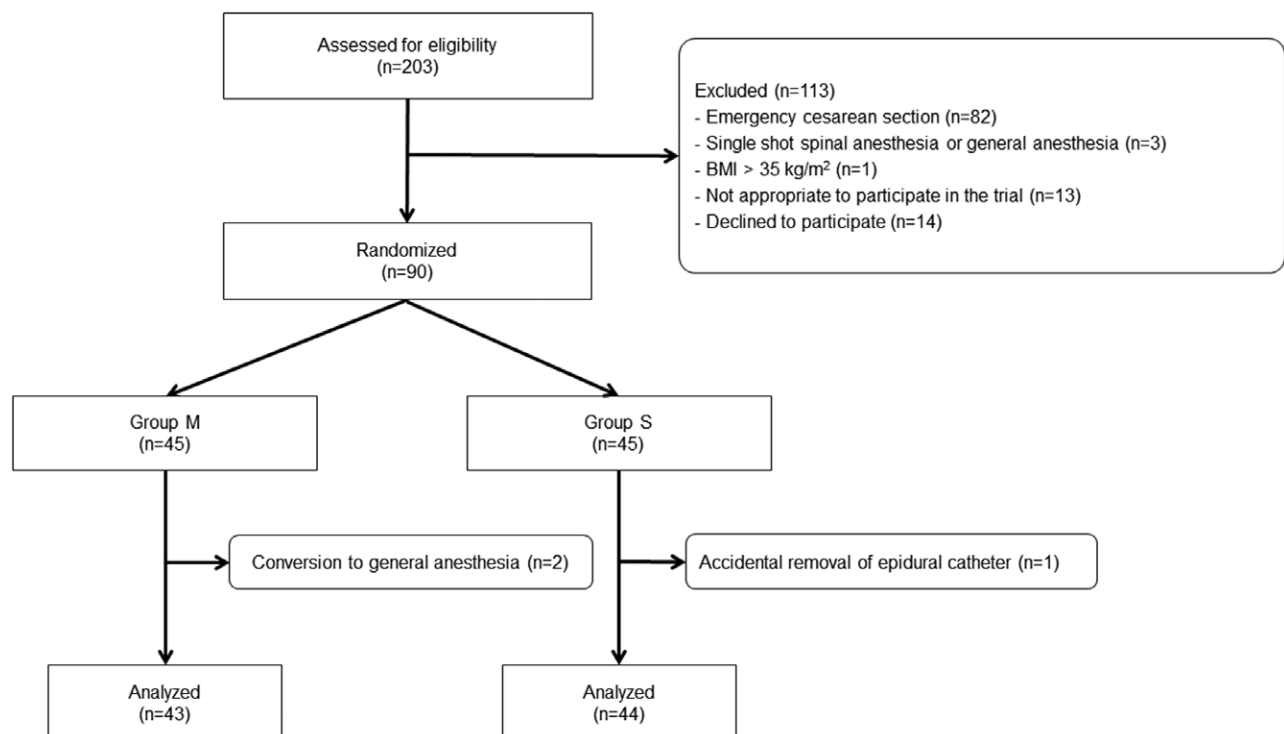 Assessed for eligibility
(n=203)
Excluded (n=113)
- Emergency cesarean section (n=82)
- Single shot spinal anesthesia or general anesthesia (n=3)
- BMI > 35 kg/m² (n=1)
- Not appropriate to participate in the trial (n=13)
- Declined to participate (n=14)
Randomized
(n=90)
Group M
(n=45)
Group S
(n=45)
Conversion to general anesthesia (n=2)
Accidental removal of epidural catheter (n=1)
Analyzed
(n=43)
Analyzed
(n=44)